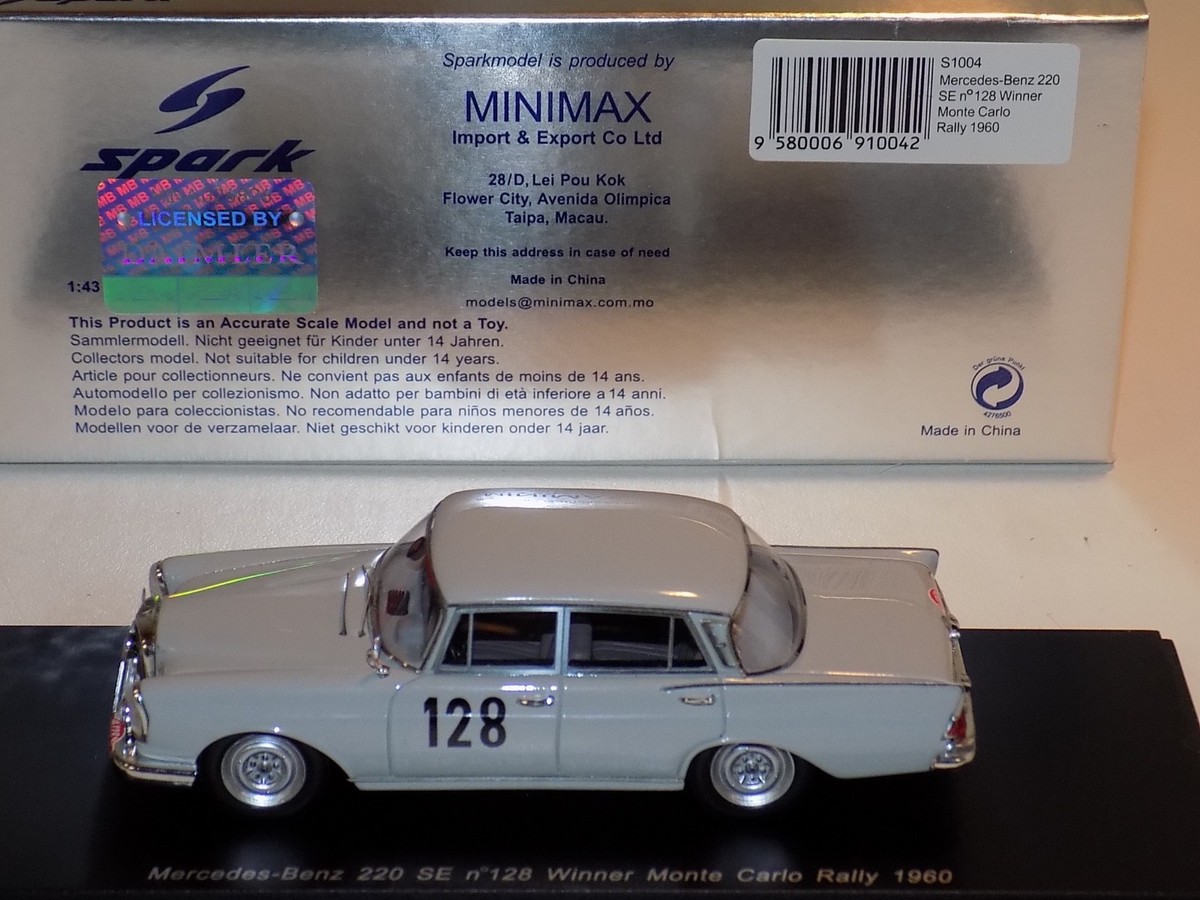 Sparkmodel is produced by
MINIMAX
Import & Export Co Ltd
28/D, Lei Pou Kok
Flower City, Avenida Olimpica
Taipa, Macau.
Keep this address in case of need
Made in China
models@minimax.com.mo
spark
LICENSED BY
DAIMLER
1:43
S1004
Mercedes-Benz 220
SE n°128 Winner
Monte Carlo
Rally 1960
9 580006 910042
This Product is an Accurate Scale Model and not a Toy.
Sammlermodell. Nicht geeignet für Kinder unter 14 Jahren.
Collectors model. Not suitable for children under 14 years.
Article pour collectionneurs. Ne convient pas aux enfants de moins de 14 ans.
Automodello per collezionismo. Non adatto per bambini di età inferiore a 14 anni.
Modelo para coleccionistas. No recomendable para niños menores de 14 años.
Modellen voor de verzamelaar. Niet geschikt voor kinderen onder 14 jaar.
Der grüne Punkt
4276500
Made in China
128
Mercedes-Benz 220 SE n°128 Winner Monte Carlo Rally 1960